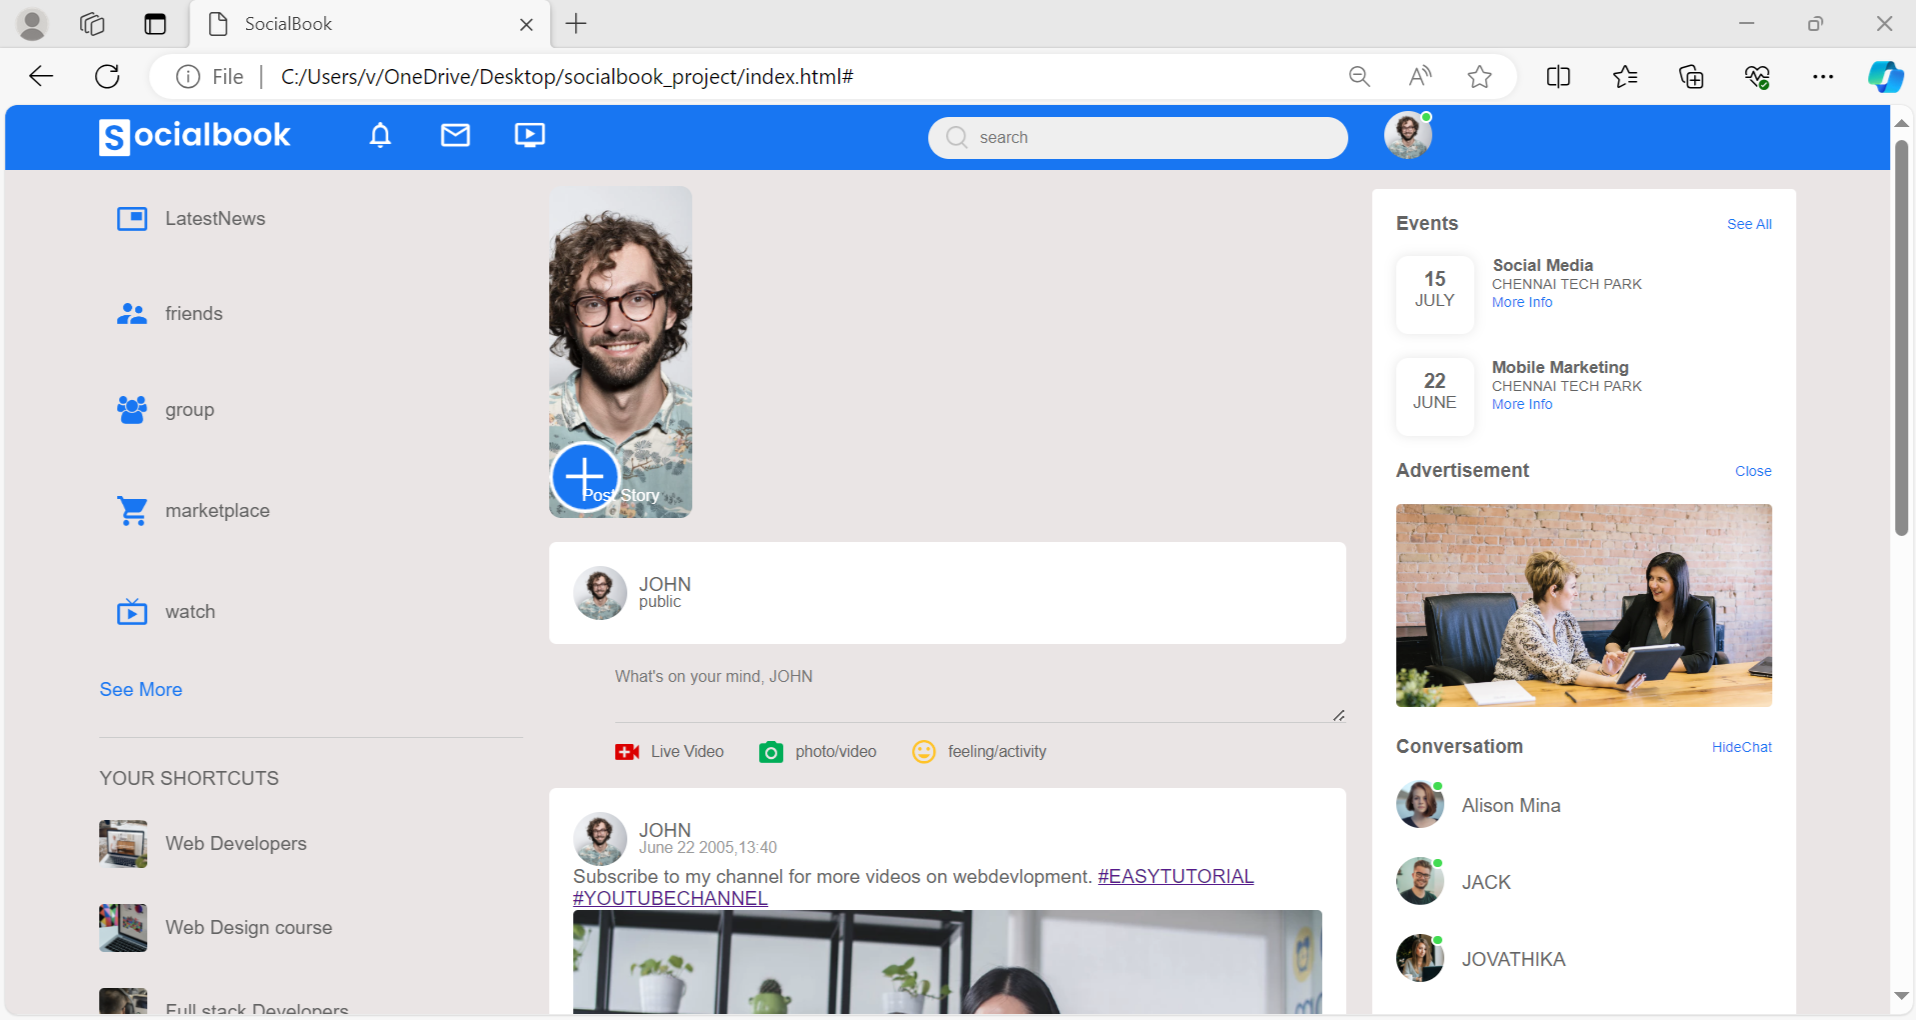 SocialBook
File
C:/Users/v/OneDrive/Desktop/socialbook_project/index.html#
Socialbook
search
LatestNews
friends
group
marketplace
watch
See More
YOUR SHORTCUTS
Web Developers
Web Design course
Full stack Developers
Post Story
JOHN
public
What's on your mind, JOHN
Live Video
photo/video
feeling/activity
JOHN
June 22 2005,13:40
Subscribe to my channel for more videos on webdevlopment. #EASYTUTORIAL
#YOUTUBECHANNEL
Events
See All
15
JULY
Social Media
CHENNAI TECH PARK
More Info
22
JUNE
Mobile Marketing
CHENNAI TECH PARK
More Info
Advertisement
Close
Conversatiom
HideChat
Alison Mina
JACK
JOVATHIKA